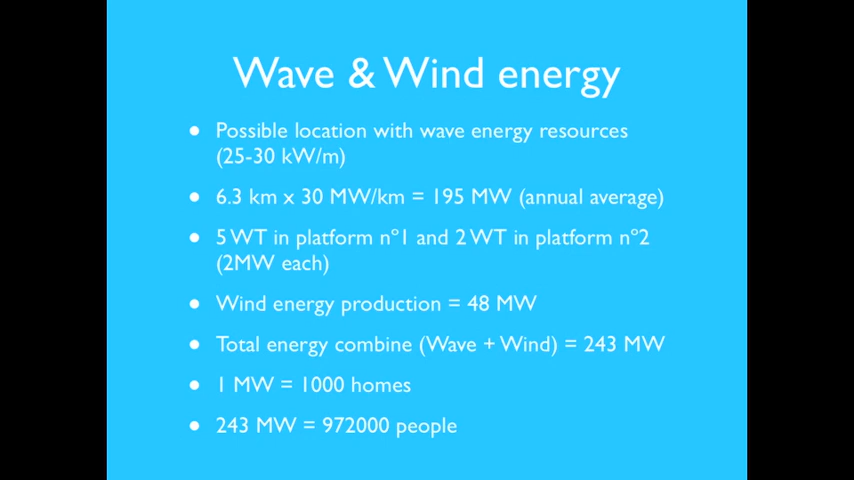 Wave & Wind energy
• Possible location with wave energy resources
(25-30 kW/m)
• 6.3 km x 30 MW/km = 195 MW (annual average)
• 5 WT in platform nº1 and 2 WT in platform nº2
(2MW each)
• Wind energy production = 48 MW
• Total energy combine (Wave + Wind) = 243 MW
• 1 MW = 1000 homes
• 243 MW = 972000 people